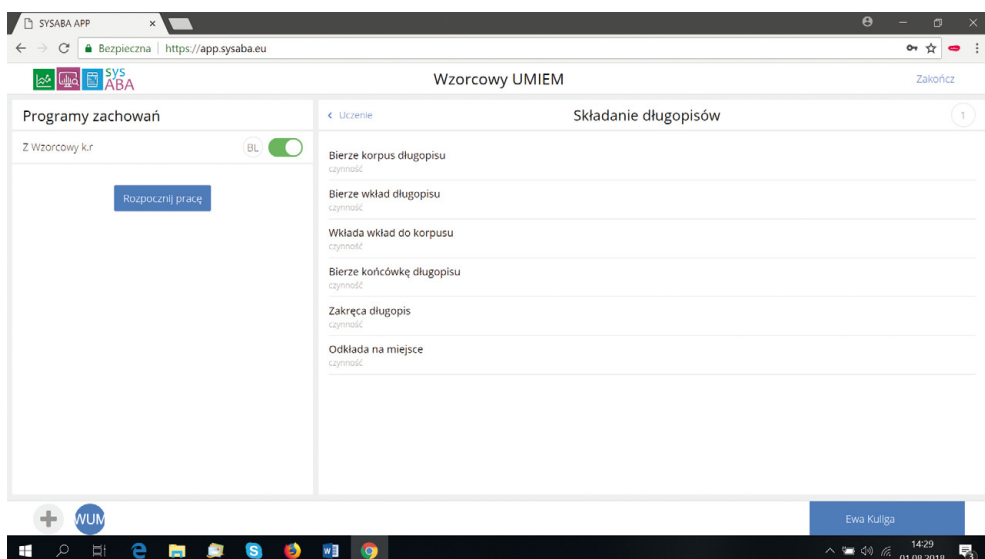 SYSABA APP
Bezpieczna
https://app.sysaba.eu
sys
ABA
Wzorcowy UMIEM
Zakończ
Programy zachowań
Z Wzorcowy k.r
BL
Rozpocznij pracę
Uczenie
Składanie długopisów
1
Bierze korpus długopisu
czynność
Bierze wkład długopisu
czynność
Wkłada wkład do korpusu
czynność
Bierze końcówkę długopisu
czynność
Zakręca długopis
czynność
Odkłada na miejsce
czynność
WUM
Ewa Kuliga
14:29
01.08.2018
3